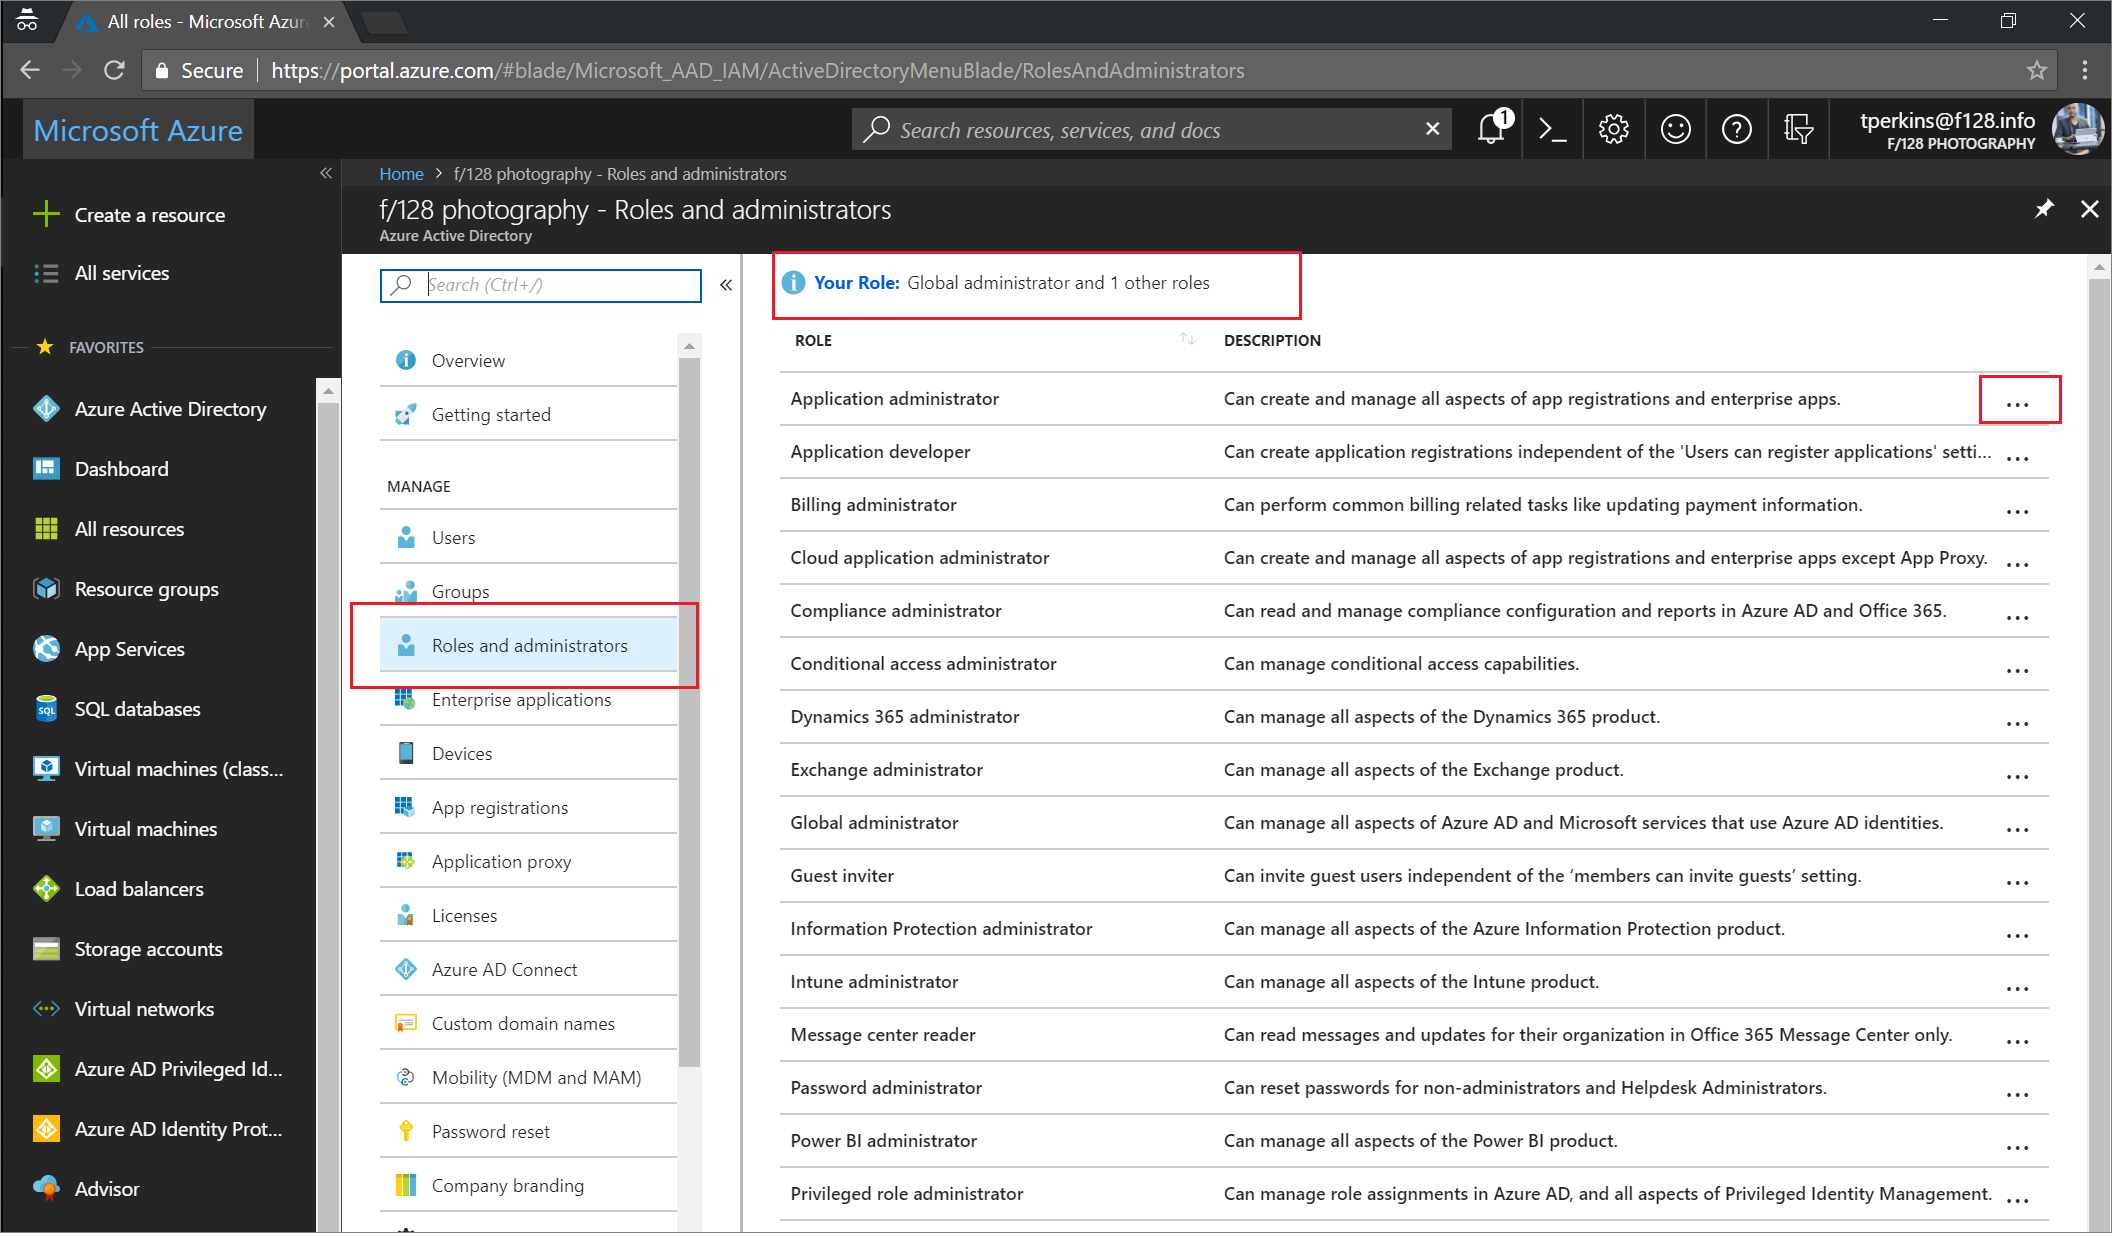 All roles - Microsoft Azur
Secure https://portal.azure.com/#blade/Microsoft_AAD_IAM/ActiveDirectoryMenuBlade/RolesAndAdministrators
Microsoft Azure
Search resources, services, and docs
1
tperkins@f128.info
F/128 PHOTOGRAPHY
Create a resource
All services
FAVORITES
Azure Active Directory
Dashboard
All resources
Resource groups
App Services
SQL
SQL databases
Virtual machines (class...
Virtual machines
Load balancers
Storage accounts
Virtual networks
Azure AD Privileged Id...
Azure AD Identity Prot...
Advisor
Home > f/128 photography - Roles and administrators
f/128 photography - Roles and administrators
Azure Active Directory
Search (Ctrl+/)
Overview
Getting started
MANAGE
Users
Groups
Roles and administrators
Enterprise applications
Devices
App registrations
Application proxy
Licenses
Azure AD Connect
Custom domain names
Mobility (MDM and MAM)
Password reset
Company branding
Your Role: Global administrator and 1 other roles
ROLE DESCRIPTION
Application administrator Can create and manage all aspects of app registrations and enterprise apps. ...
Application developer Can create application registrations independent of the 'Users can register applications' setti... ...
Billing administrator Can perform common billing related tasks like updating payment information. ...
Cloud application administrator Can create and manage all aspects of app registrations and enterprise apps except App Proxy. ...
Compliance administrator Can read and manage compliance configuration and reports in Azure AD and Office 365. ...
Conditional access administrator Can manage conditional access capabilities. ...
Dynamics 365 administrator Can manage all aspects of the Dynamics 365 product. ...
Exchange administrator Can manage all aspects of the Exchange product. ...
Global administrator Can manage all aspects of Azure AD and Microsoft services that use Azure AD identities. ...
Guest inviter Can invite guest users independent of the ‘members can invite guests’ setting. ...
Information Protection administrator Can manage all aspects of the Azure Information Protection product. ...
Intune administrator Can manage all aspects of the Intune product. ...
Message center reader Can read messages and updates for their organization in Office 365 Message Center only. ...
Password administrator Can reset passwords for non-administrators and Helpdesk Administrators. ...
Power BI administrator Can manage all aspects of the Power BI product. ...
Privileged role administrator Can manage role assignments in Azure AD, and all aspects of Privileged Identity Management. ...